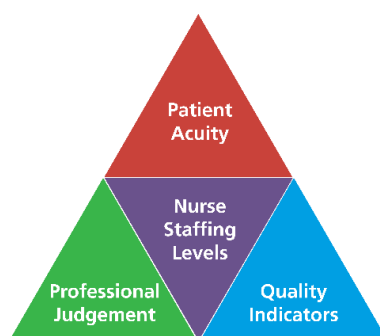 Patient
Acuity
Nurse
Staffing
Levels
Professional
Judgement
Quality
Indicators